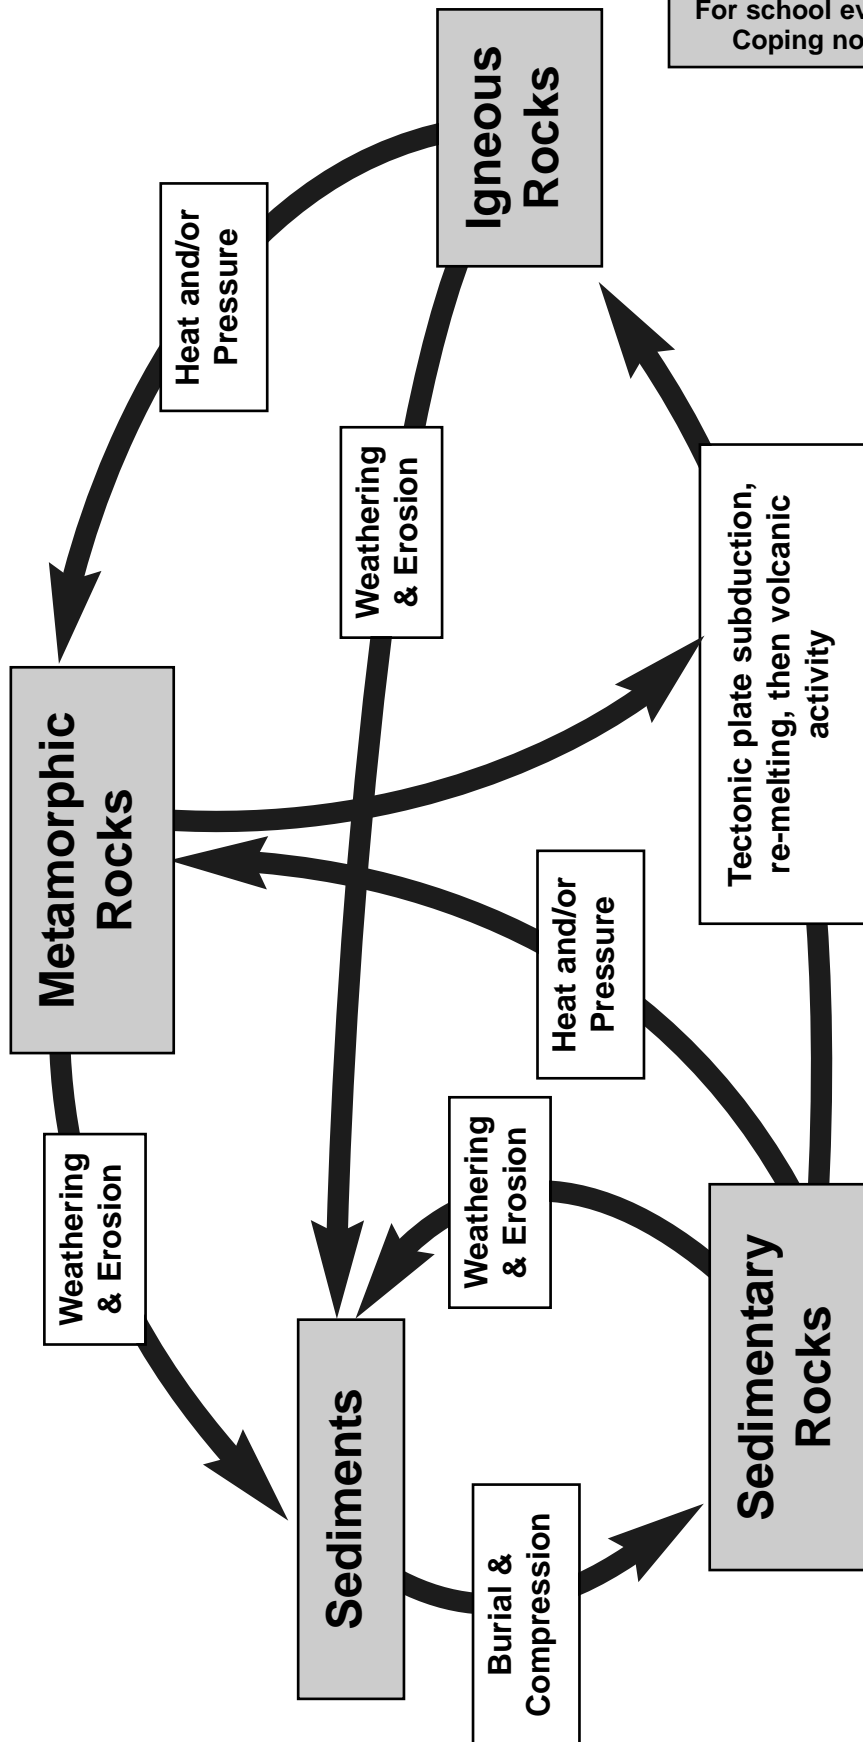 For school ev
Coping no
Igneous
Rocks
Heat and/or
Pressure
Weathering
& Erosion
Metamorphic
Rocks
Tectonic plate subduction,
re-melting, then volcanic
activity
Heat and/or
Pressure
Weathering
& Erosion
Weathering
& Erosion
Sediments
Sedimentary
Rocks
Burial &
Compression